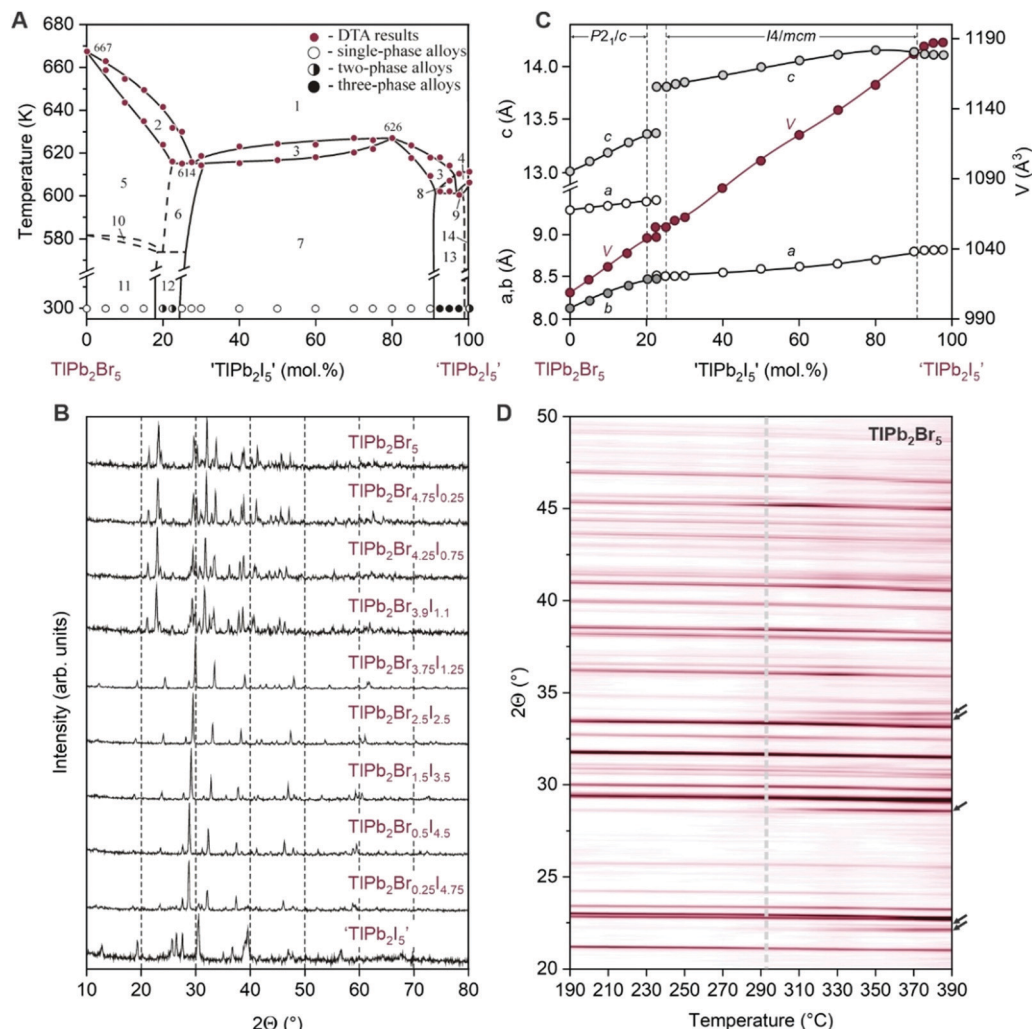 A
680
660
640
620
600
580
300
Temperature (K)
667
- DTA results
- single-phase alloys
- two-phase alloys
- three-phase alloys
1
2
626
3
614
3
4
5
6
8
9
10
7
14
13
11
12
0 20 40 60 80 100
TlPb₂Br₅ 'TlPb₂I₅' (mol.%) 'TlPb₂I₅'
C
P2₁/c I4/mcm
14.0
13.5
13.0
9.0
8.5
8.0
c (Å)
a,b (Å)
c
c
a
V
V
a
b
1190
1140
1090
1040
990
V (Å³)
0 20 40 60 80 100
TlPb₂Br₅ 'TlPb₂I₅' (mol.%) 'TlPb₂I₅'
B
Intensity (arb. units)
TlPb₂Br₅
TlPb₂Br₄.₇₅I₀.₂₅
TlPb₂Br₄.₂₅I₀.₇₅
TlPb₂Br₃.₉I₁.₁
TlPb₂Br₃.₇₅I₁.₂₅
TlPb₂Br₂.₅I₂.₅
TlPb₂Br₁.₅I₃.₅
TlPb₂Br₀.₅I₄.₅
TlPb₂Br₀.₂₅I₄.₇₅
'TlPb₂I₅'
10 20 30 40 50 60 70 80
2Θ (°)
D
TlPb₂Br₅
50
45
40
35
30
25
20
2Θ (°)
190 210 230 250 270 290 310 330 350 370 390
Temperature (°C)